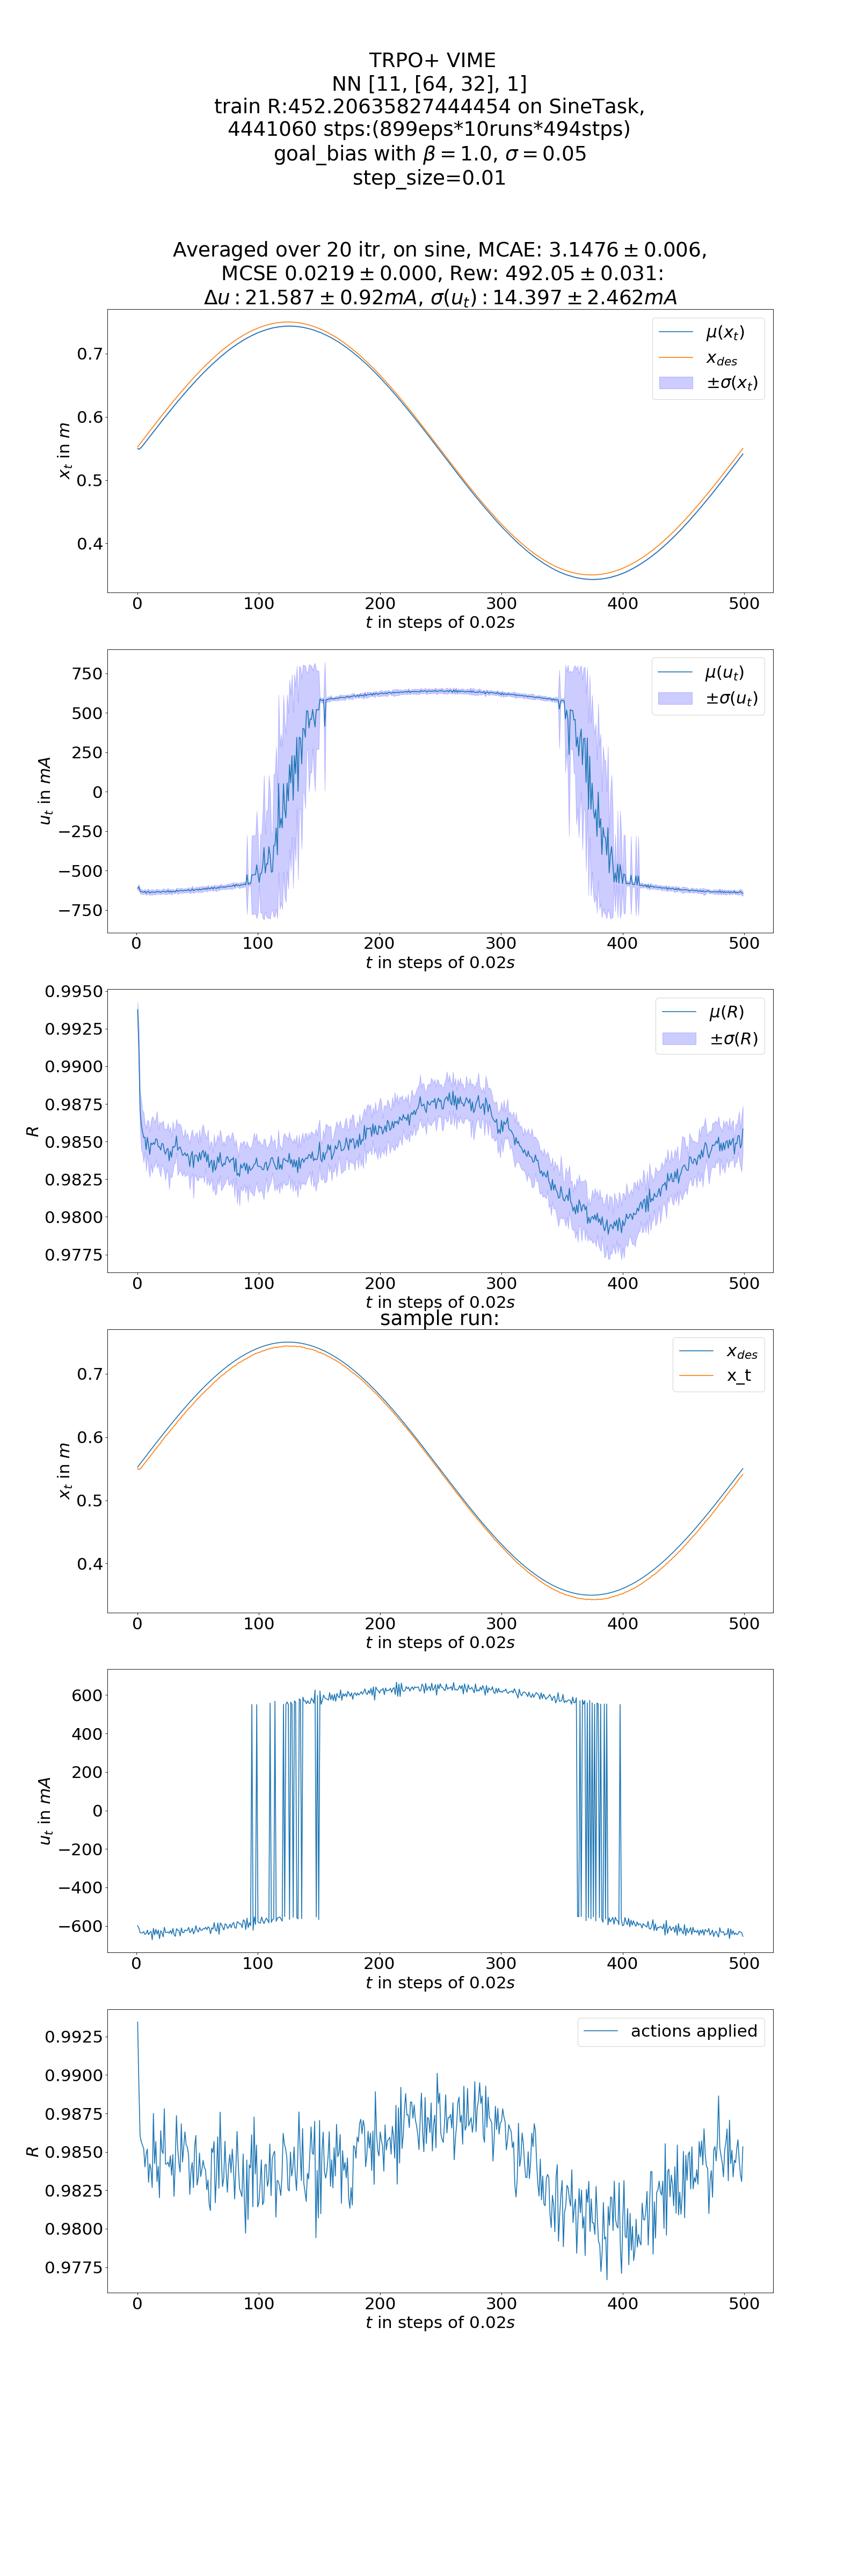 TRPO+ VIME
NN [11, [64, 32], 1]
train R:452.20635827444454 on SineTask,
4441060 stps:(899eps*10runs*494stps)
goal_bias with β = 1.0, σ = 0.05
step_size=0.01
Averaged over 20 itr, on sine, MCAE: 3.1476 ± 0.006,
MCSE 0.0219 ± 0.000, Rew: 492.05 ± 0.031:
Δu : 21.587 ± 0.92mA, σ(u_t) : 14.397 ± 2.462mA
0.7
0.6
0.5
0.4
x_t in m
μ(x_t)
x_des
±σ(x_t)
0 100 200 300 400 500
t in steps of 0.02s
750
500
250
0
−250
−500
−750
u_t in mA
μ(u_t)
±σ(u_t)
0 100 200 300 400 500
t in steps of 0.02s
0.9950
0.9925
0.9900
0.9875
0.9850
0.9825
0.9800
0.9775
R
μ(R)
±σ(R)
0 100 200 300 400 500
t in steps of 0.02s
sample run:
0.7
0.6
0.5
0.4
x_t in m
x_des
x_t
0 100 200 300 400 500
t in steps of 0.02s
600
400
200
0
−200
−400
−600
u_t in mA
0 100 200 300 400 500
t in steps of 0.02s
0.9925
0.9900
0.9875
0.9850
0.9825
0.9800
0.9775
R
actions applied
0 100 200 300 400 500
t in steps of 0.02s